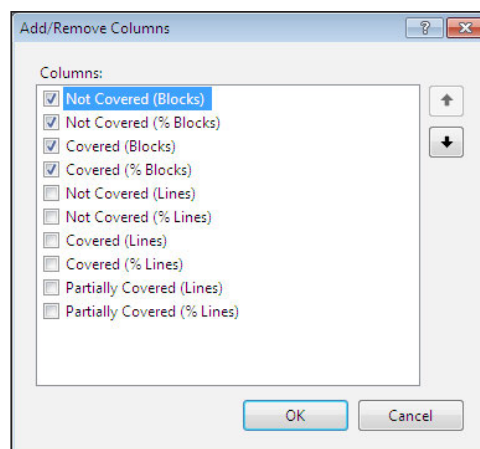 Add/Remove Columns
Columns:
Not Covered (Blocks)
Not Covered (% Blocks)
Covered (Blocks)
Covered (% Blocks)
Not Covered (Lines)
Not Covered (% Lines)
Covered (Lines)
Covered (% Lines)
Partially Covered (Lines)
Partially Covered (% Lines)
OK Cancel